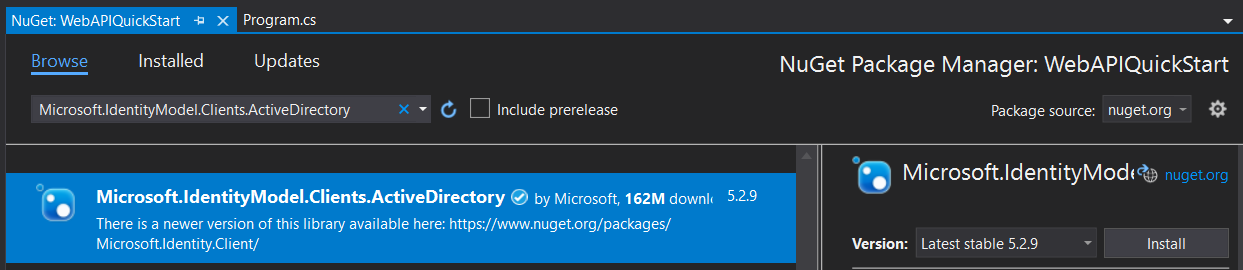 NuGet: WebAPIQuickStart
Program.cs
Browse Installed Updates
NuGet Package Manager: WebAPIQuickStart
Microsoft.IdentityModel.Clients.ActiveDirectory
Include prerelease
Package source: nuget.org
Microsoft.IdentityModel.Clients.ActiveDirectory by Microsoft, 162M downlo 5.2.9
There is a newer version of this library available here: https://www.nuget.org/packages/
Microsoft.Identity.Client/
Microsoft.IdentityMode nuget.org
Version: Latest stable 5.2.9 Install